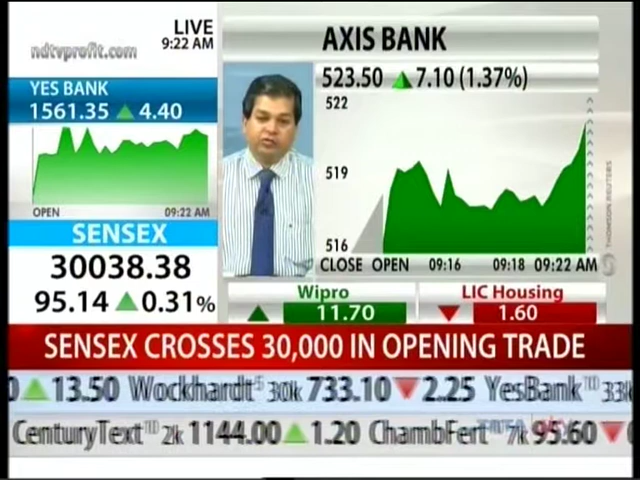 ndtvprofit.com
LIVE
9:22 AM
YES BANK
1561.35 ▲ 4.40
OPEN 09:22 AM
SENSEX
30038.38
95.14 ▲ 0.31%
AXIS BANK
523.50 ▲ 7.10 (1.37%)
522
519
516
CLOSE OPEN 09:16 09:18 09:22 AM
THOMSON REUTERS
Wipro
▲ 11.70
LIC Housing
▼ 1.60
SENSEX CROSSES 30,000 IN OPENING TRADE
0 ▲ 13.50 Wockhardt 30k 733.10 ▼ 2.25 YesBank TD 33k
CenturyText TD 2k 1144.00 ▲ 1.20 ChambFert 7k 95.60 ▼